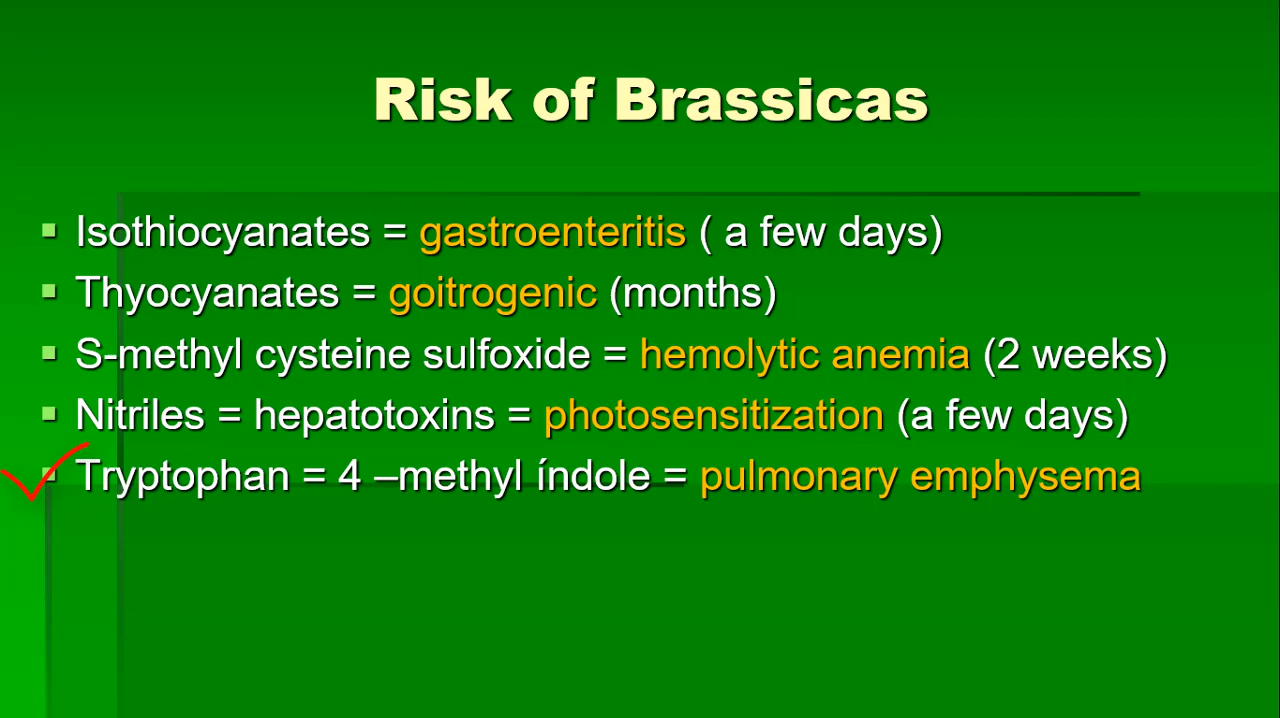 Risk of Brassicas
Isothiocyanates = gastroenteritis ( a few days)
Thyocyanates = goitrogenic (months)
S-methyl cysteine sulfoxide = hemolytic anemia (2 weeks)
Nitriles = hepatotoxins = photosensitization (a few days)
Tryptophan = 4 –methyl índole = pulmonary emphysema